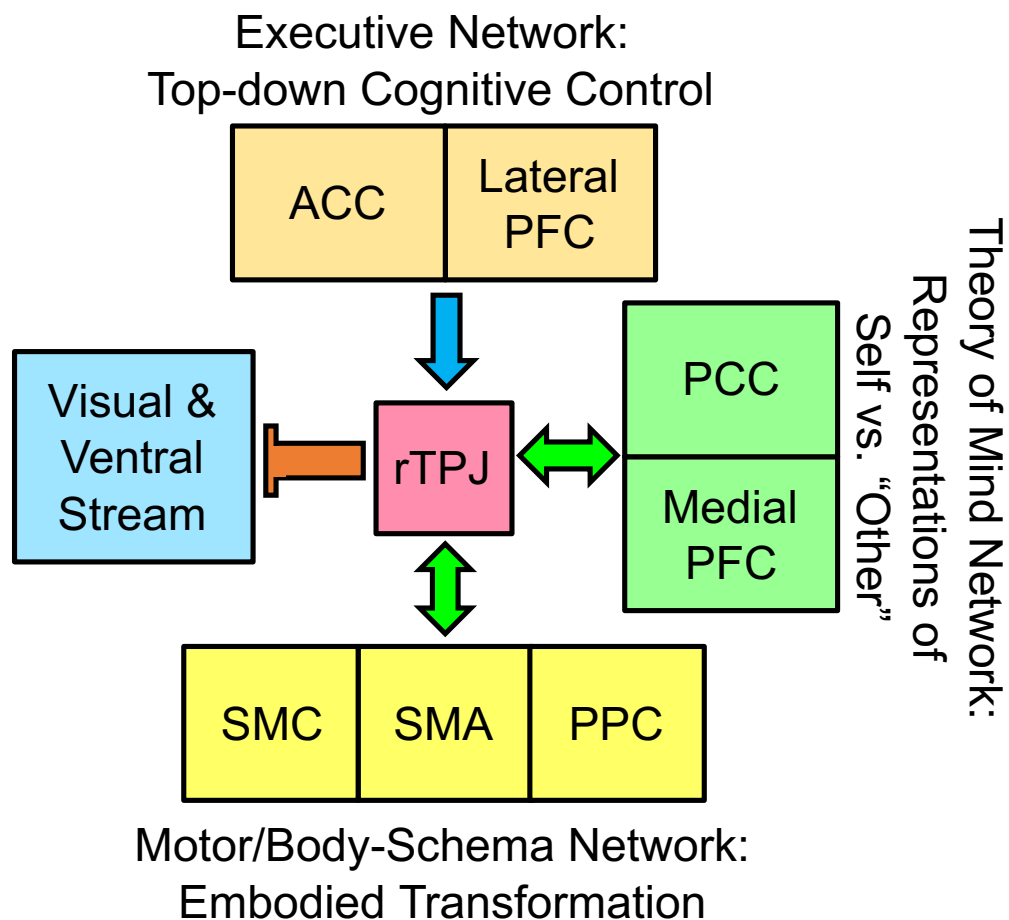 Executive Network:
Top-down Cognitive Control
ACC
Lateral
PFC
Theory of Mind Network:
Representations of
Self vs. “Other”
PCC
Medial
PFC
Visual &
Ventral
Stream
rTPJ
SMC
SMA
PPC
Motor/Body-Schema Network:
Embodied Transformation